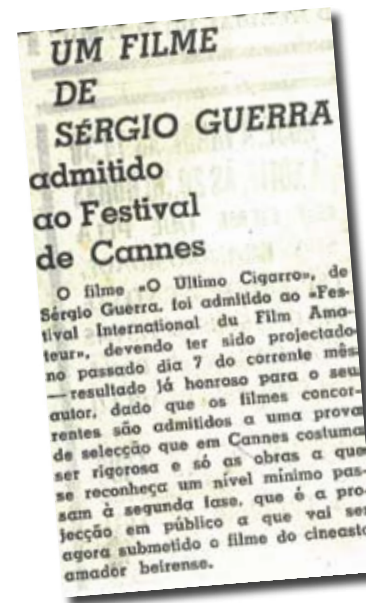 UM FILME
DE
SÉRGIO GUERRA
admitido
ao Festival
de Cannes
O filme «O Ultimo Cigarro», de
Sérgio Guerra, foi admitido ao «Fes-
tival International du Film Ama-
teur», devendo ter sido projectado
no passado dia 7 do corrente mês
— resultado já honroso para o seu
autor, dado que os filmes concor-
rentes são admitidos a uma prova
de selecção que em Cannes costuma
ser rigorosa e só as obras a que
se reconheça um nível mínimo pas-
sam à segunda fase, que é a pro-
jecção em público a que vai ser
agora submetido o filme do cineasta
amador beirense.